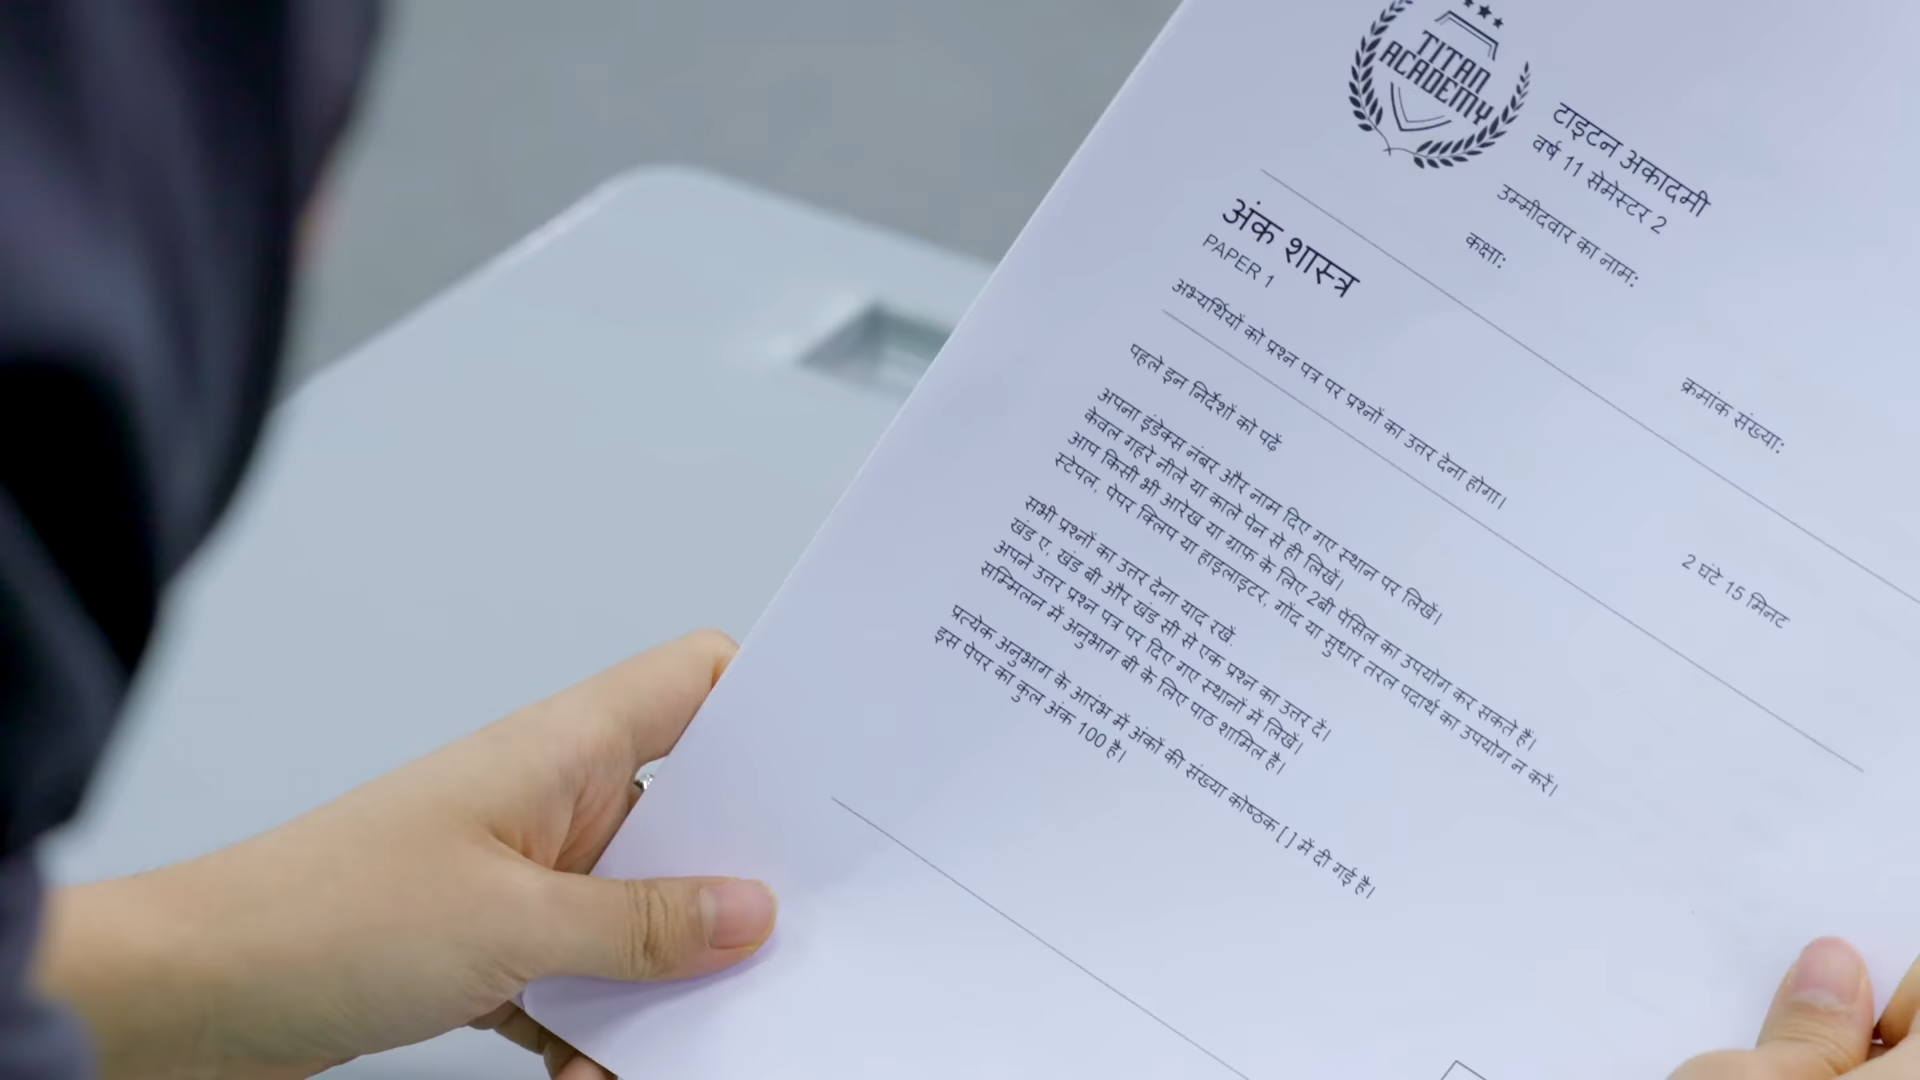 TITAN
ACADEMY
टाइटन अकादमी
वर्ष 11 सेमेस्टर 2
उम्मीदवार का नाम:
कक्षा:
क्रमांक संख्या:
अंक शास्त्र
PAPER 1
2 घंटे 15 मिनट
अभ्यर्थियों को प्रश्न पत्र पर प्रश्नों का उत्तर देना होगा।
पहले इन निर्देशों को पढ़ें
अपना इंडेक्स नंबर और नाम दिए गए स्थान पर लिखें।
केवल गहरे नीले या काले पेन से ही लिखें।
आप किसी भी आरेख या ग्राफ़ के लिए 2बी पेंसिल का उपयोग कर सकते हैं।
स्टेपल, पेपर क्लिप या हाइलाइटर, गोंद या सुधार तरल पदार्थ का उपयोग न करें।
सभी प्रश्नों का उत्तर देना याद रखें.
खंड ए, खंड बी और खंड सी से एक प्रश्न का उत्तर दें।
अपने उत्तर प्रश्न पत्र पर दिए गए स्थानों में लिखें।
सम्मिलन में अनुभाग बी के लिए पाठ शामिल है।
प्रत्येक अनुभाग के आरंभ में अंकों की संख्या कोष्ठक [ ] में दी गई है।
इस पेपर का कुल अंक 100 है।